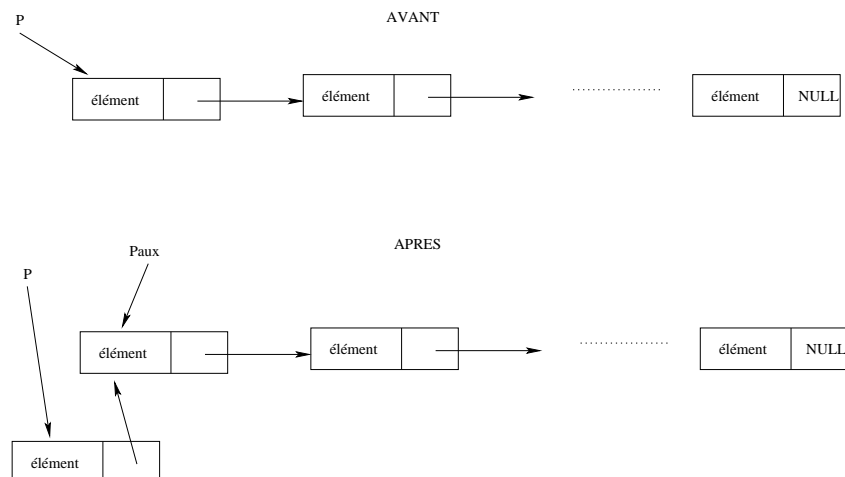 AVANT
P
élément
élément
élément NULL
APRES
Paux
P
élément
élément
élément NULL
élément